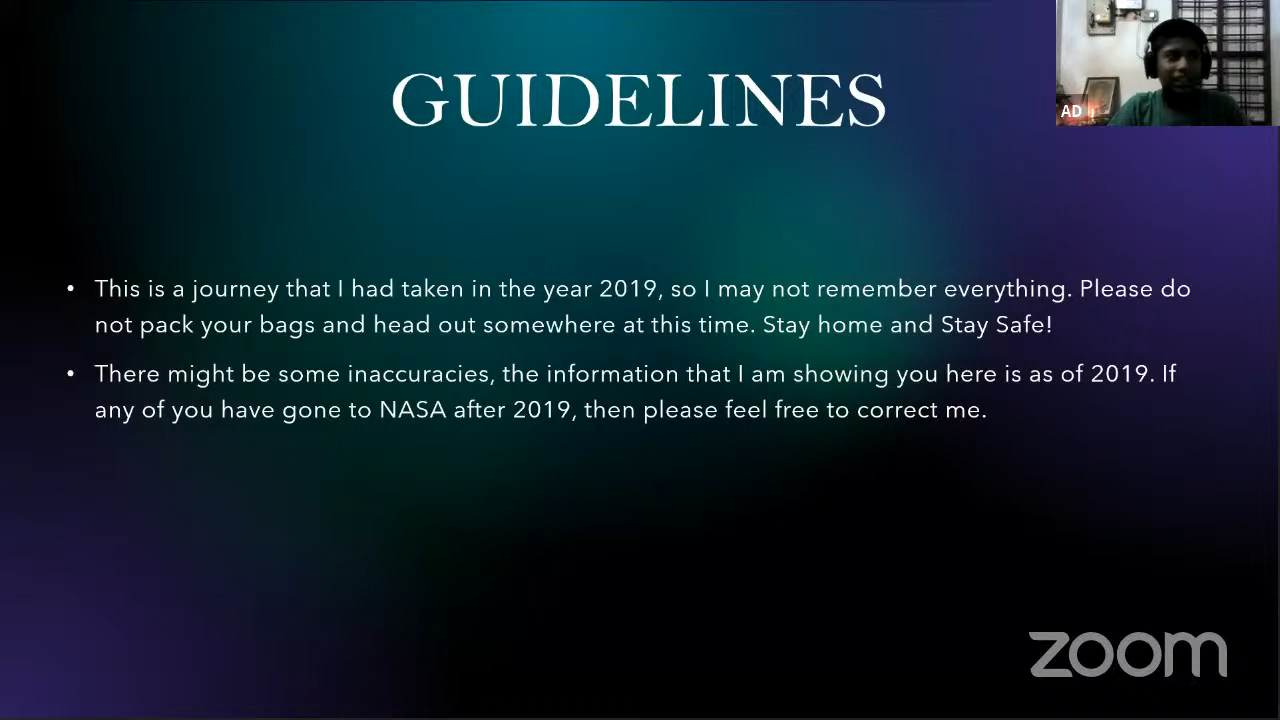 GUIDELINES
AD
• This is a journey that I had taken in the year 2019, so I may not remember everything. Please do
not pack your bags and head out somewhere at this time. Stay home and Stay Safe!
• There might be some inaccuracies, the information that I am showing you here is as of 2019. If
any of you have gone to NASA after 2019, then please feel free to correct me.
zoom